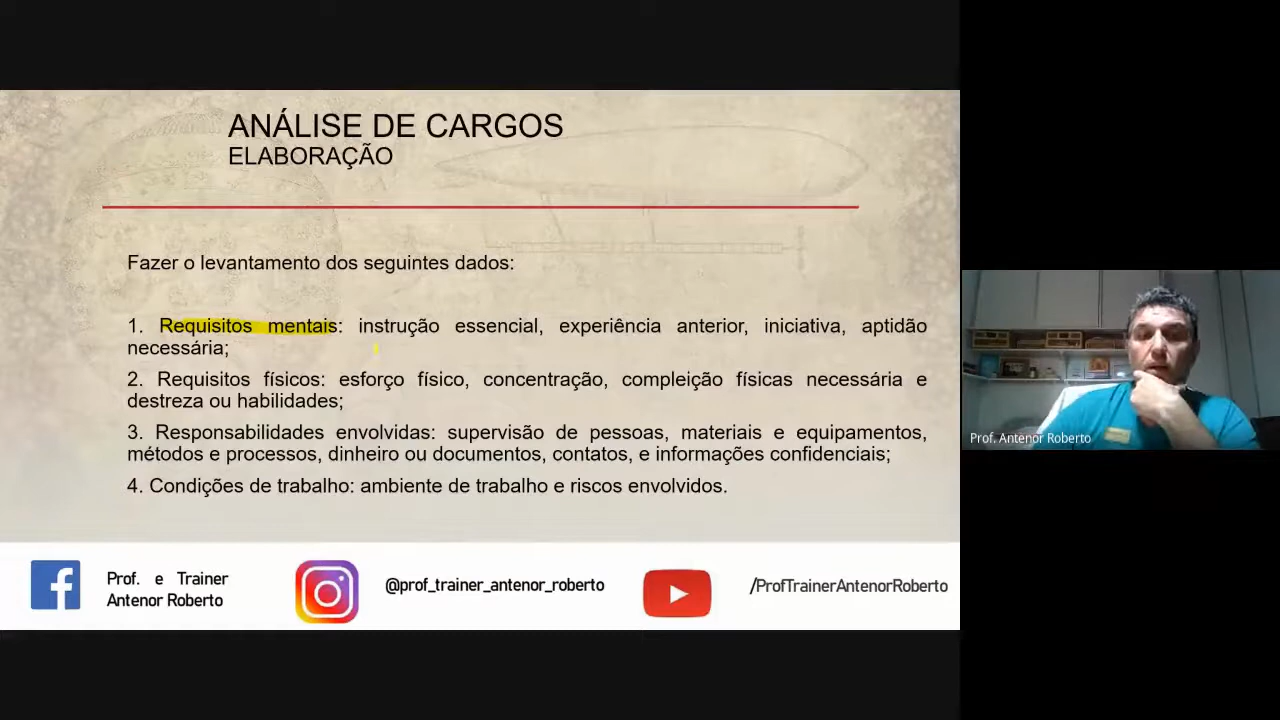 ANÁLISE DE CARGOS
ELABORAÇÃO
Fazer o levantamento dos seguintes dados:
1. Requisitos mentais: instrução essencial, experiência anterior, iniciativa, aptidão
necessária;
2. Requisitos físicos: esforço físico, concentração, compleição físicas necessária e
destreza ou habilidades;
3. Responsabilidades envolvidas: supervisão de pessoas, materiais e equipamentos,
métodos e processos, dinheiro ou documentos, contatos, e informações confidenciais;
4. Condições de trabalho: ambiente de trabalho e riscos envolvidos.
Prof. e Trainer
Antenor Roberto
@prof_trainer_antenor_roberto
/ProfTrainerAntenorRoberto
Prof. Antenor Roberto